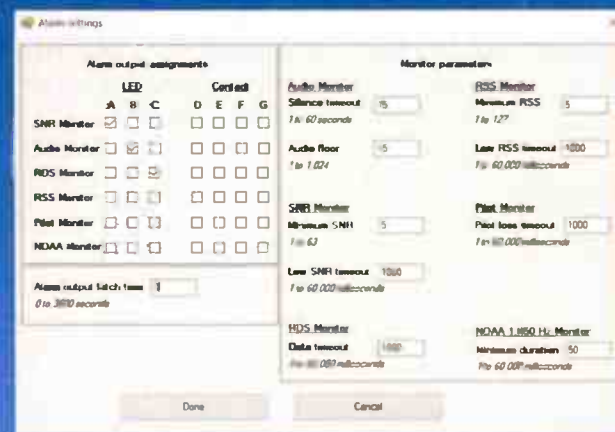 Alarm settings
Alarm output assignments
LED Contact
A B C D E F G
SNR Monitor
Audio Monitor
RDS Monitor
RSS Monitor
Pilot Monitor
NOAA Monitor
Alarm output latch time
0 to 3600 seconds
Monitor parameters
Audio Monitor
Silence timeout 15
1 to 60 seconds
Audio floor 15
1 to 1,024
SNR Monitor
Minimum SNR 5
1 to 63
Low SNR timeout 1000
1 to 60,000 milliseconds
RDS Monitor
Data timeout 1000
1 to 60,000 milliseconds
RSS Monitor
Minimum RSS 5
1 to 127
Low RSS timeout 1000
1 to 60,000 milliseconds
Pilot Monitor
Pilot loss timeout 1000
1 to 60,000 milliseconds
NOAA 1,050 Hz Monitor
Minimum duration 50
1 to 60,000 milliseconds
Done Cancel